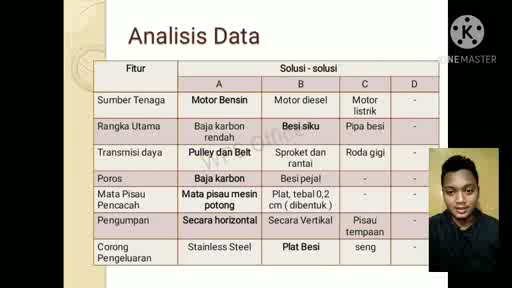 Analisis Data
K
KINEMASTER
Fitur
Solusi - solusi
A B C D
Sumber Tenaga Motor Bensin Motor diesel Motor listrik -
Rangka Utama Baja karbon rendah Besi siku Pipa besi -
Transmisi daya Pulley dan Belt Sproket dan rantai Roda gigi -
Poros Baja karbon Besi pejal - -
Mata Pisau Pencacah Mata pisau mesin potong Plat, tebal 0,2 cm ( dibentuk ) - -
Pengumpan Secara horizontal Secara Vertikal Pisau tempaan -
Corong Pengeluaran Stainless Steel Plat Besi seng -
WPS Office